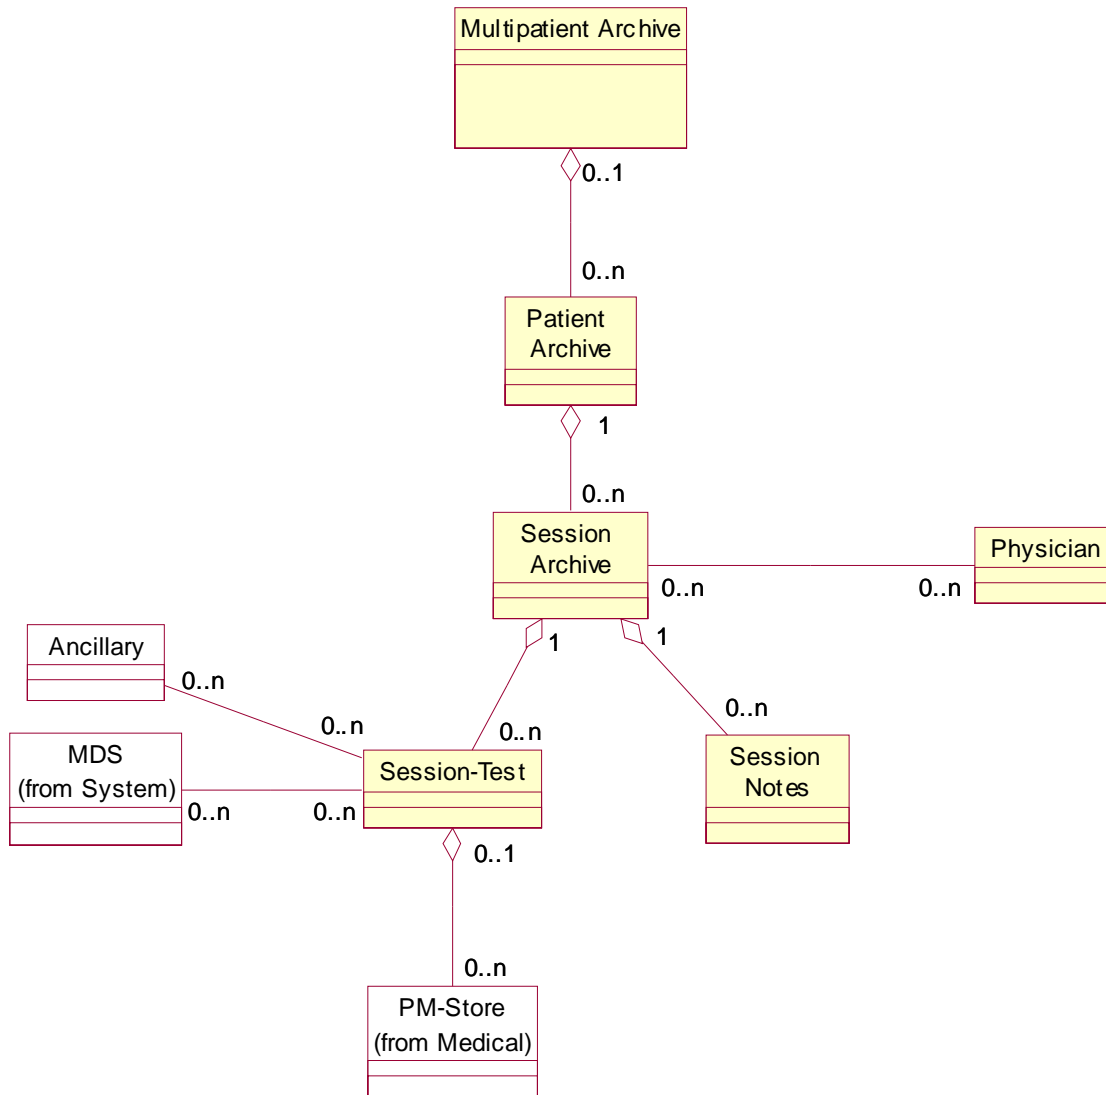 Multipatient Archive
0..1
0..n
Patient
Archive
1
0..n
Session
Archive
0..n
0..n
Physician
1
1
Ancillary
0..n
0..n
0..n
0..n
MDS
(from System)
0..n
0..n
Session-Test
Session
Notes
0..1
0..n
PM-Store
(from Medical)